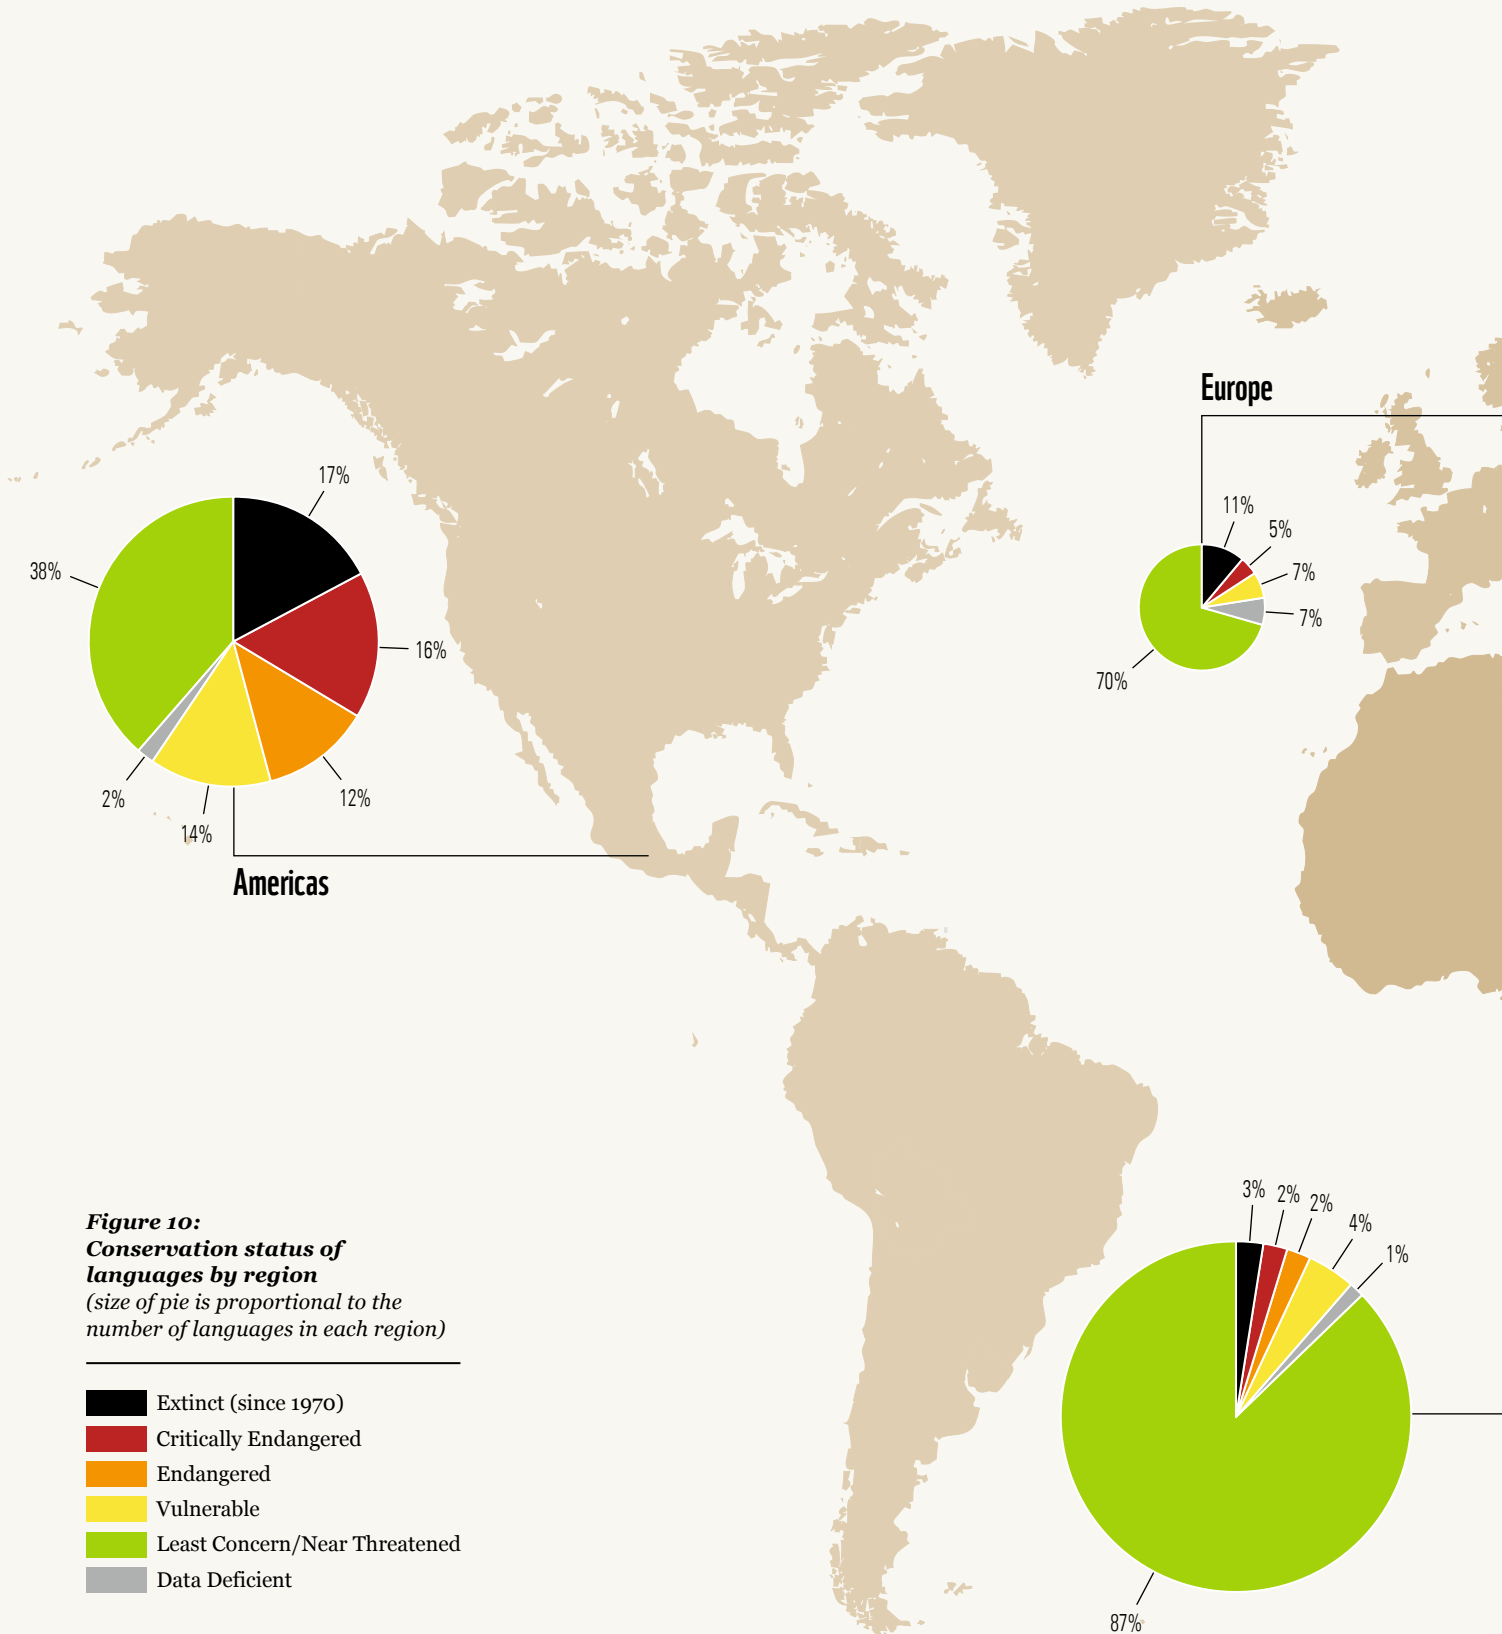 Europe
11%
5%
7%
7%
70%
17%
38%
16%
2%
12%
14%
Americas
3%
2%
2%
4%
1%
87%
Figure 10:
Conservation status of
languages by region
(size of pie is proportional to the
number of languages in each region)
Extinct (since 1970)
Critically Endangered
Endangered
Vulnerable
Least Concern/Near Threatened
Data Deficient